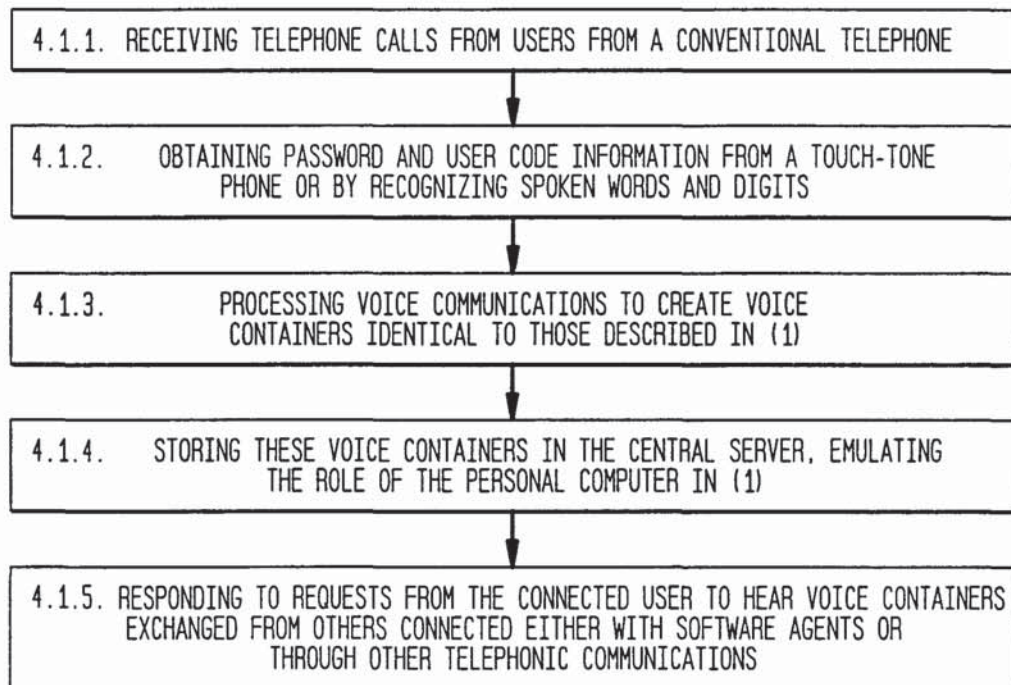 4.1.1. RECEIVING TELEPHONE CALLS FROM USERS FROM A CONVENTIONAL TELEPHONE
4.1.2. OBTAINING PASSWORD AND USER CODE INFORMATION FROM A TOUCH-TONE
PHONE OR BY RECOGNIZING SPOKEN WORDS AND DIGITS
4.1.3. PROCESSING VOICE COMMUNICATIONS TO CREATE VOICE
CONTAINERS IDENTICAL TO THOSE DESCRIBED IN (1)
4.1.4. STORING THESE VOICE CONTAINERS IN THE CENTRAL SERVER, EMULATING
THE ROLE OF THE PERSONAL COMPUTER IN (1)
4.1.5. RESPONDING TO REQUESTS FROM THE CONNECTED USER TO HEAR VOICE CONTAINERS
EXCHANGED FROM OTHERS CONNECTED EITHER WITH SOFTWARE AGENTS OR
THROUGH OTHER TELEPHONIC COMMUNICATIONS